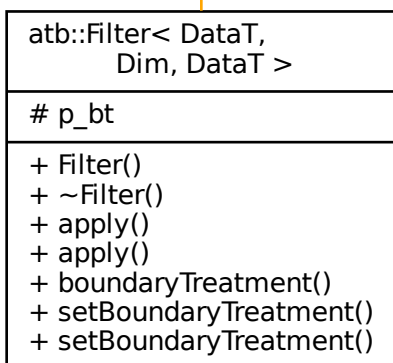 atb::Filter< DataT,
Dim, DataT >
# p_bt
+ Filter()
+ ~Filter()
+ apply()
+ apply()
+ boundaryTreatment()
+ setBoundaryTreatment()
+ setBoundaryTreatment()